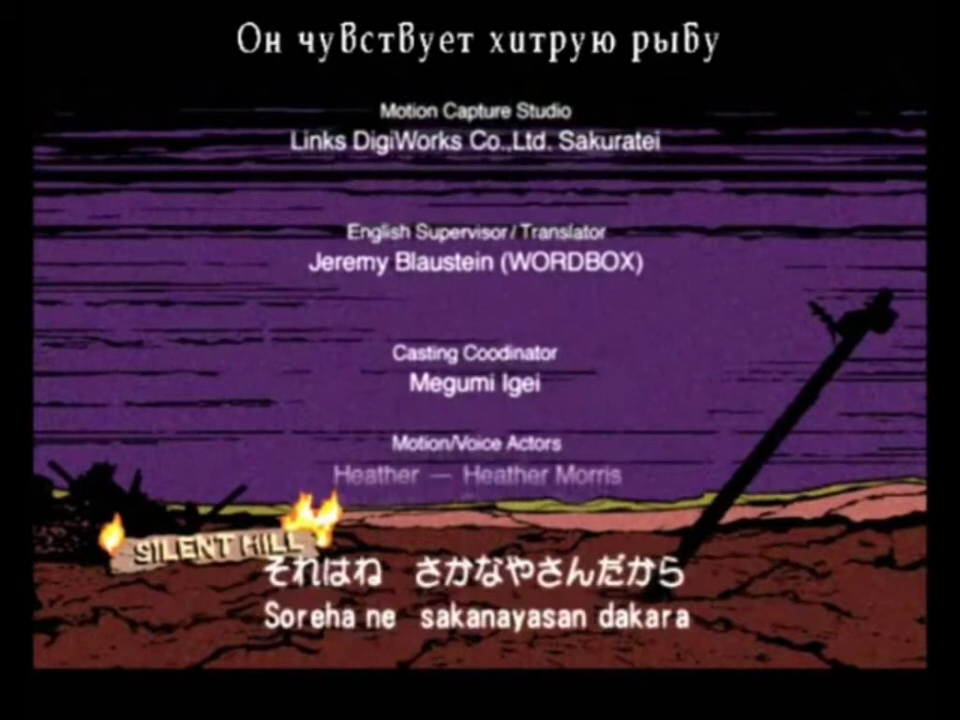 Он чувствует хитрую рыбу
Motion Capture Studio
Links DigiWorks Co.,Ltd. Sakuratei
English Supervisor / Translator
Jeremy Blaustein (WORDBOX)
Casting Coodinator
Megumi Igei
Motion/Voice Actors
Heather — Heather Morris
SILENT HILL
それはね さかなやさんだから
Soreha ne sakanayasan dakara